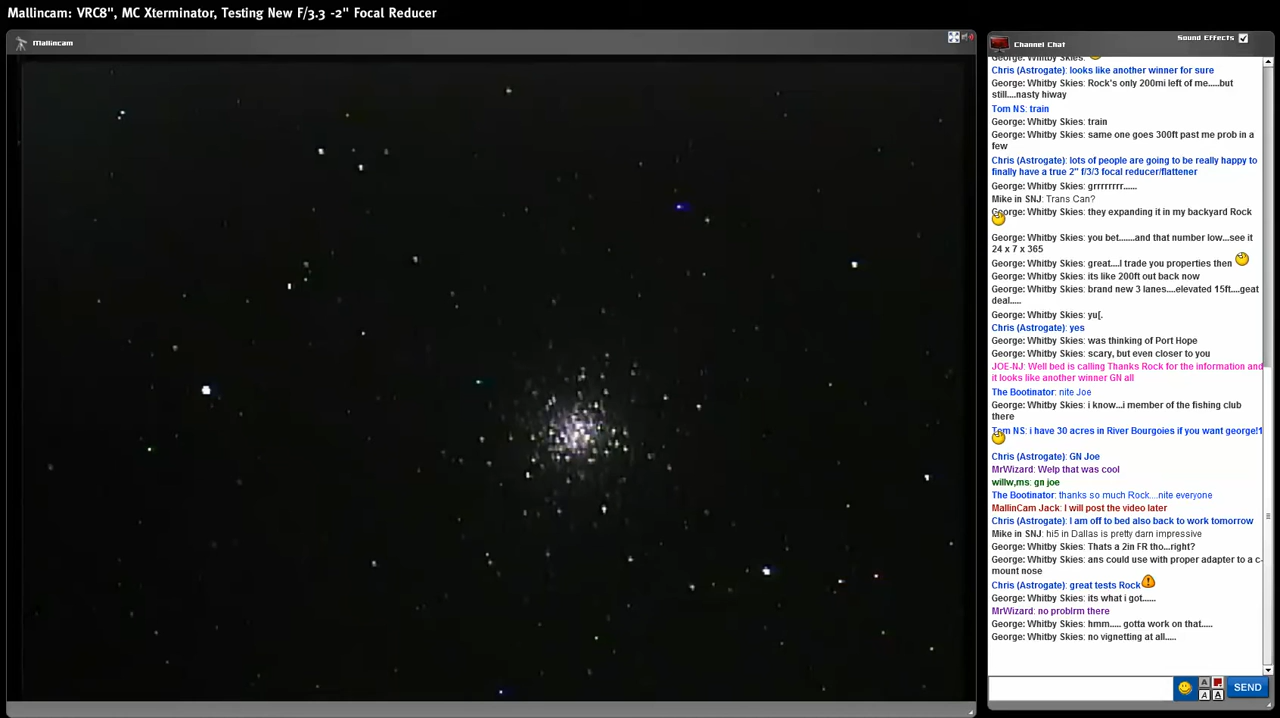 Mallincam: VRC8", MC Xterminator, Testing New F/3.3 -2" Focal Reducer
Mallincam
Sound Effects
Channel Chat
George: Whitby Skies:
Chris (Astrogate): looks like another winner for sure
George: Whitby Skies: Rock's only 200mi left of me.....but
still....nasty hiway
Tom NS: train
George: Whitby Skies: train
George: Whitby Skies: same one goes 300ft past me prob in a
few
Chris (Astrogate): lots of people are going to be really happy to
finally have a true 2" f/3/3 focal reducer/flattener
George: Whitby Skies: grrrrrrrr......
Mike in SNJ: Trans Can?
George: Whitby Skies: they expanding it in my backyard Rock
George: Whitby Skies: you bet.......and that number low...see it
24 x 7 x 365
George: Whitby Skies: great....I trade you properties then
George: Whitby Skies: its like 200ft out back now
George: Whitby Skies: brand new 3 lanes....elevated 15ft....geat
deal.....
George: Whitby Skies: yu[.
Chris (Astrogate): yes
George: Whitby Skies: was thinking of Port Hope
George: Whitby Skies: scary, but even closer to you
JOE-NJ: Well bed is calling Thanks Rock for the information and
it looks like another winner GN all
The Bootinator: nite Joe
George: Whitby Skies: i know...i member of the fishing club
there
Tom NS: i have 30 acres in River Bourgoies if you want george!1
Chris (Astrogate): GN Joe
MrWizard: Welp that was cool
willw,ms: gn joe
The Bootinator: thanks so much Rock....nite everyone
MallinCam Jack: I will post the video later
Chris (Astrogate): I am off to bed also back to work tomorrow
Mike in SNJ: hi5 in Dallas is pretty darn impressive
George: Whitby Skies: Thats a 2in FR tho...right?
George: Whitby Skies: ans could use with proper adapter to a c-
mount nose
Chris (Astrogate): great tests Rock
George: Whitby Skies: its what i got......
MrWizard: no problrm there
George: Whitby Skies: hmm..... gotta work on that.....
George: Whitby Skies: no vignetting at all.....
A
A A
SEND